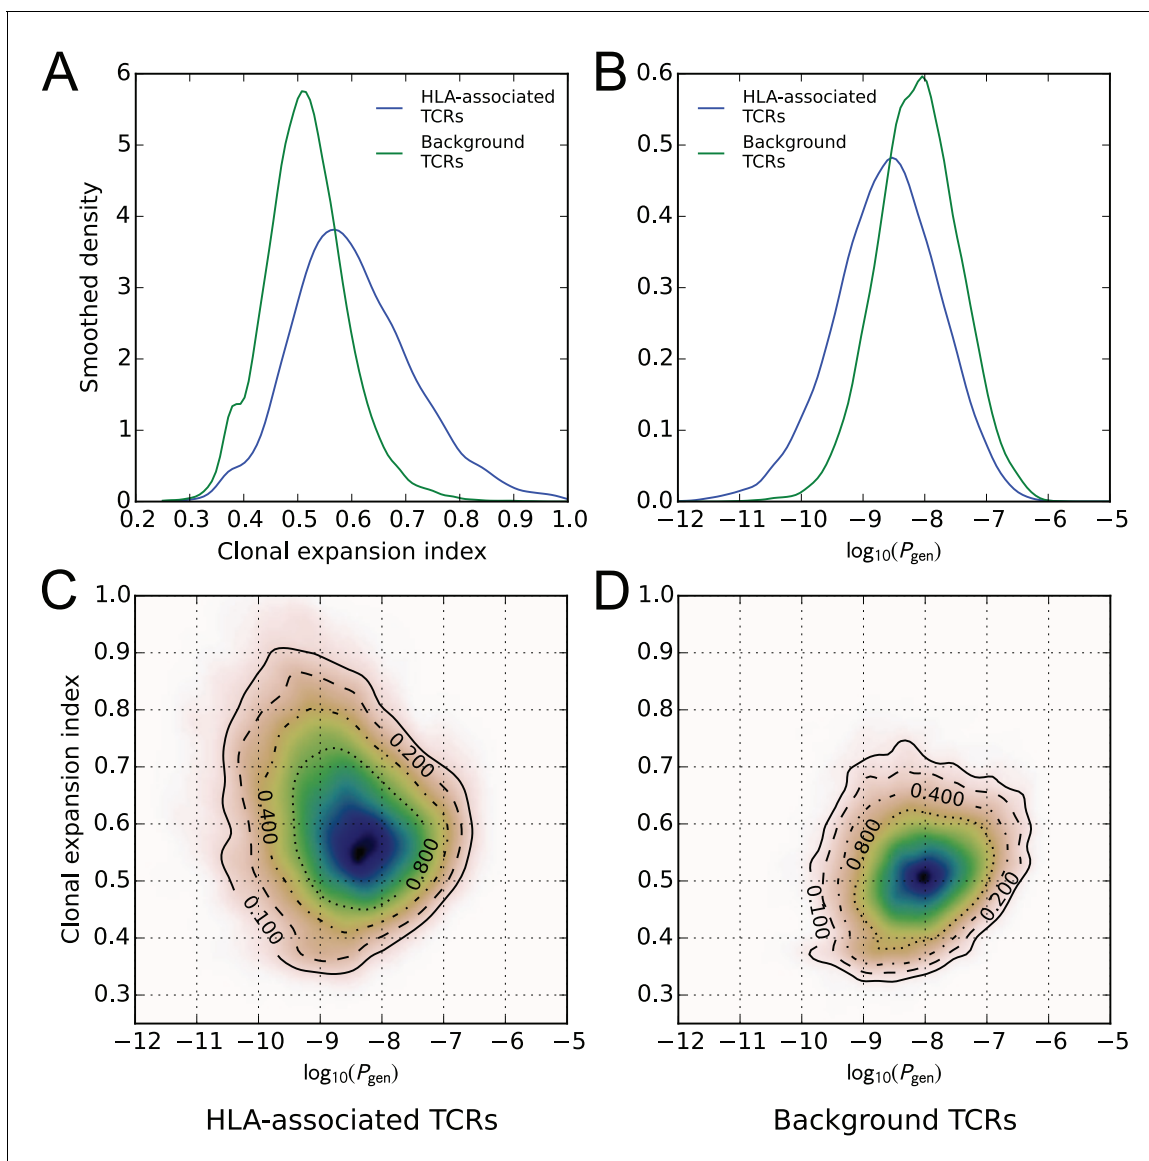 A
B
6
5
4
3
2
1
0
Smoothed density
HLA-associated
TCRs
Background
TCRs
0.2 0.3 0.4 0.5 0.6 0.7 0.8 0.9 1.0
Clonal expansion index
0.6
0.5
0.4
0.3
0.2
0.1
0.0
HLA-associated
TCRs
Background
TCRs
−12 −11 −10 −9 −8 −7 −6 −5
log10(Pgen)
C
D
1.0
0.9
0.8
0.7
0.6
0.5
0.4
0.3
Clonal expansion index
0.200
0.400
0.800
0.100
−12 −11 −10 −9 −8 −7 −6 −5
log10(Pgen)
HLA-associated TCRs
1.0
0.9
0.8
0.7
0.6
0.5
0.4
0.3
0.400
0.800
0.200
0.100
−12 −11 −10 −9 −8 −7 −6 −5
log10(Pgen)
Background TCRs